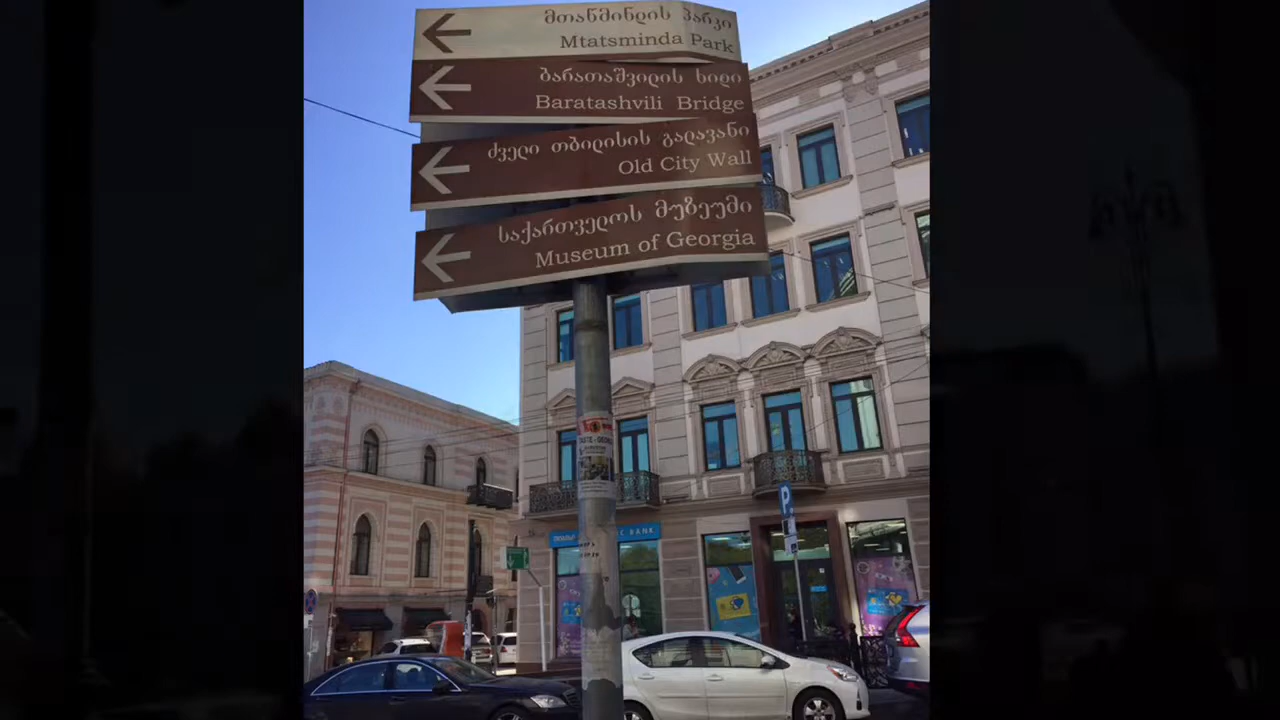 მთაწმინდის პარკი
Mtatsminda Park
ბარათაშვილის ხიდი
Baratashvili Bridge
ძველი თბილისის გალავანი
Old City Wall
საქართველოს მუზეუმი
Museum of Georgia
BANK
P